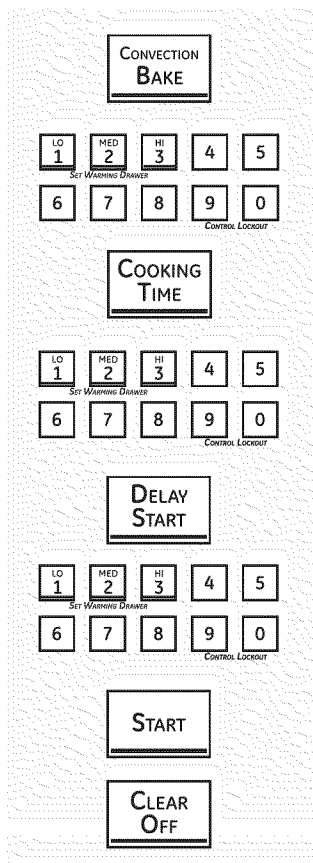 CONVECTION
BAKE
LO MED HI
1 2 3 4 5
SET WARMING DRAWER
6 7 8 9 0
CONTROL LOCKOUT
COOKING
TIME
LO MED HI
1 2 3 4 5
SET WARMING DRAWER
6 7 8 9 0
CONTROL LOCKOUT
DELAY
START
LO MED HI
1 2 3 4 5
SET WARMING DRAWER
6 7 8 9 0
CONTROL LOCKOUT
START
CLEAR
OFF